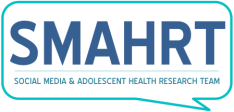 SMAHRT
SOCIAL MEDIA & ADOLESCENT HEALTH RESEARCH TEAM